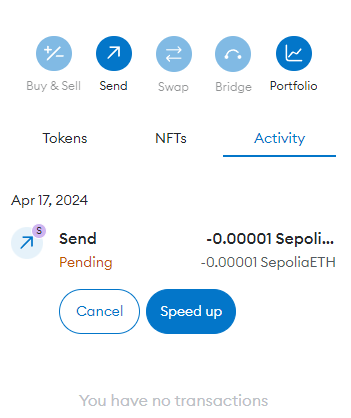 Buy & Sell Send Swap Bridge Portfolio
Tokens NFTs Activity
Apr 17, 2024
S
Send -0.00001 Sepoli...
Pending -0.00001 SepoliaETH
Cancel Speed up
You have no transactions